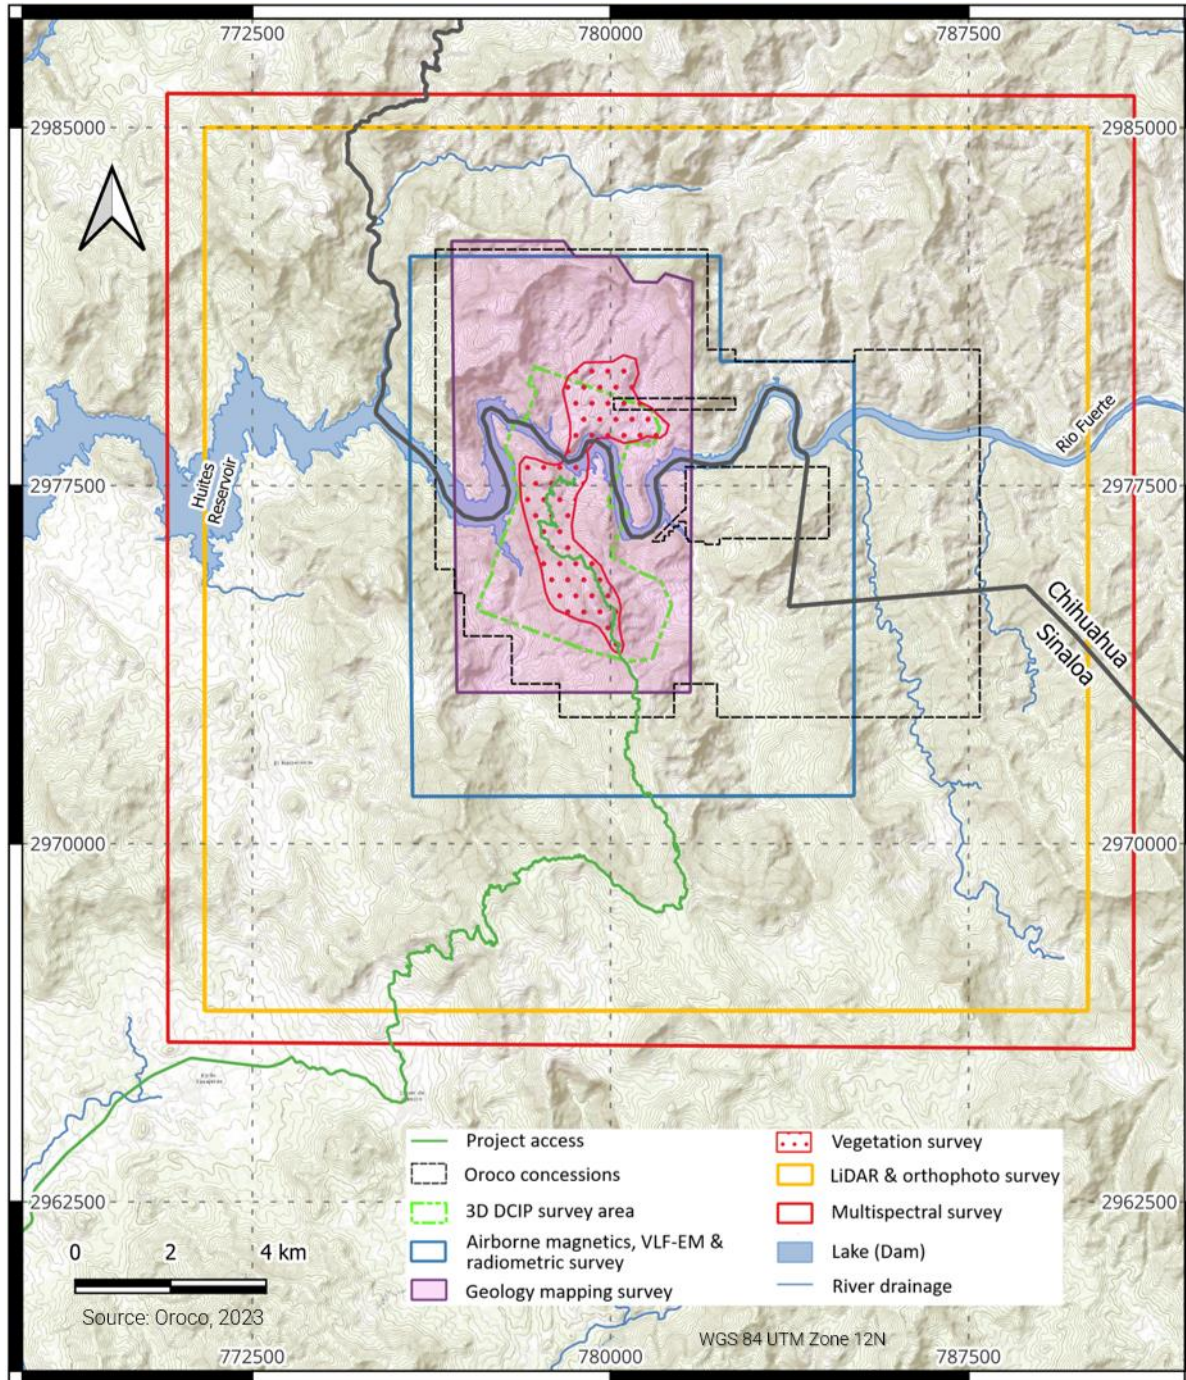 772500 780000 787500
2985000 2985000
Rio Fuerte
Huites
Reservoir
2977500 2977500
Chihuahua
Sinaloa
2970000 2970000
Project access
Oroco concessions
3D DCIP survey area
Airborne magnetics, VLF-EM &
radiometric survey
Geology mapping survey
Vegetation survey
LiDAR & orthophoto survey
Multispectral survey
Lake (Dam)
River drainage
2962500 2962500
0 2 4 km
Source: Oroco, 2023
WGS 84 UTM Zone 12N
772500 780000 787500